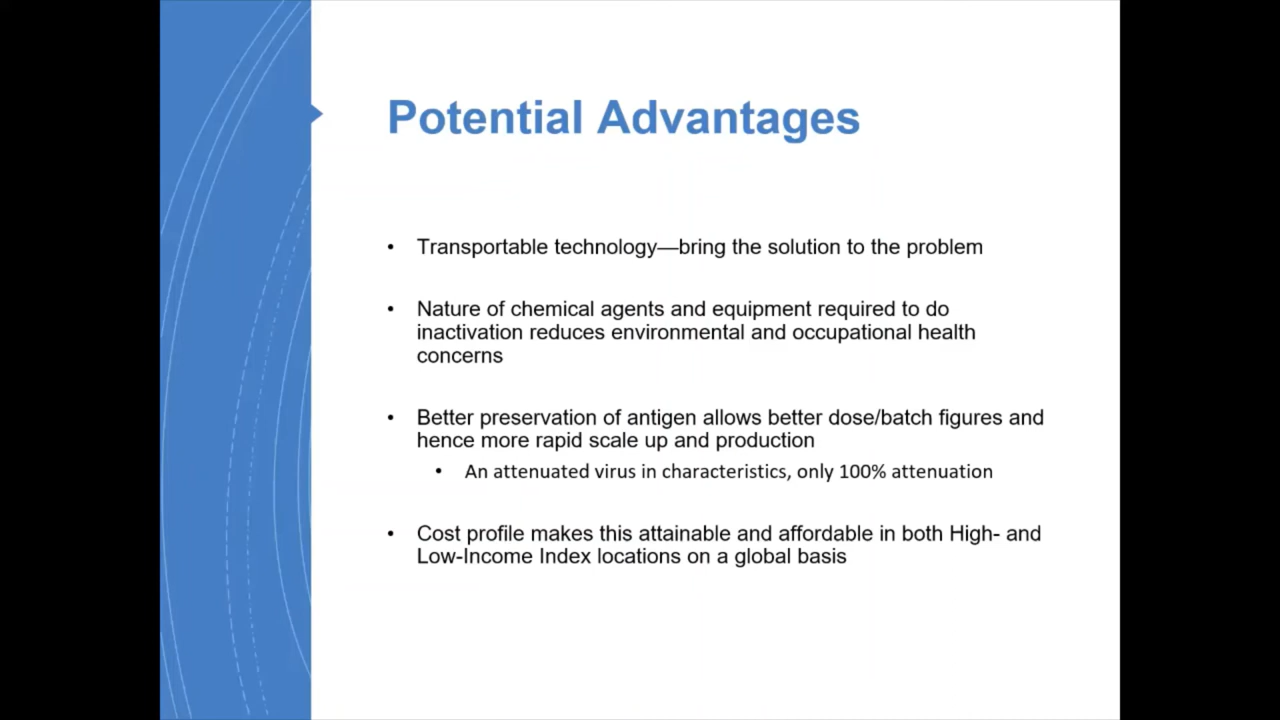 Potential Advantages
• Transportable technology—bring the solution to the problem
• Nature of chemical agents and equipment required to do
inactivation reduces environmental and occupational health
concerns
• Better preservation of antigen allows better dose/batch figures and
hence more rapid scale up and production
• An attenuated virus in characteristics, only 100% attenuation
• Cost profile makes this attainable and affordable in both High- and
Low-Income Index locations on a global basis